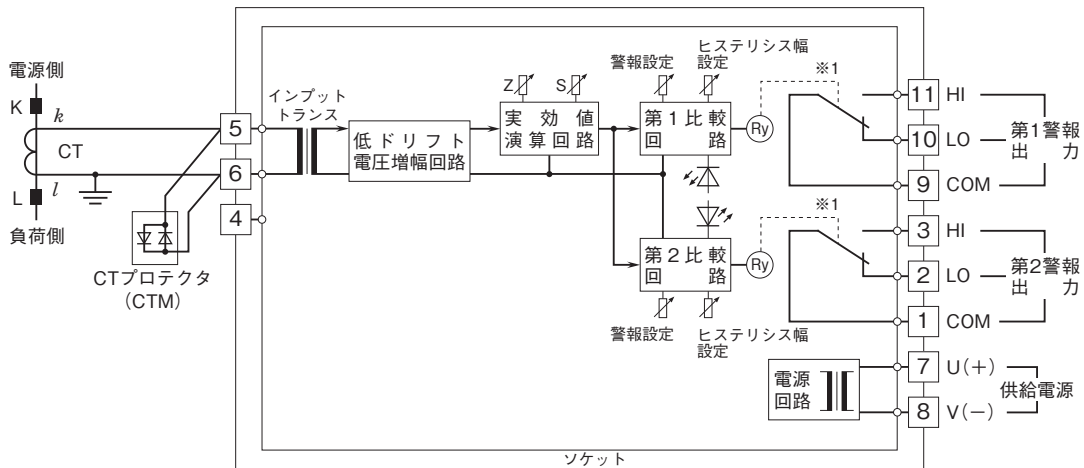 電源側
K
k
CT
L
l
負荷側
CTプロテクタ
(CTM)
5
6
4
インプット
トランス
低ドリフト
電圧増幅回路
Z
S
実効値
演算回路
警報設定
ヒステリシス幅
設定
第1比較
回路
Ry
※1
第2比較
回路
Ry
※1
警報設定
ヒステリシス幅
設定
電源
回路
11 HI
10 LO
9 COM
第1警報
出力
3 HI
2 LO
1 COM
第2警報
出力
7 U(+)
8 V(−)
供給電源
ソケット